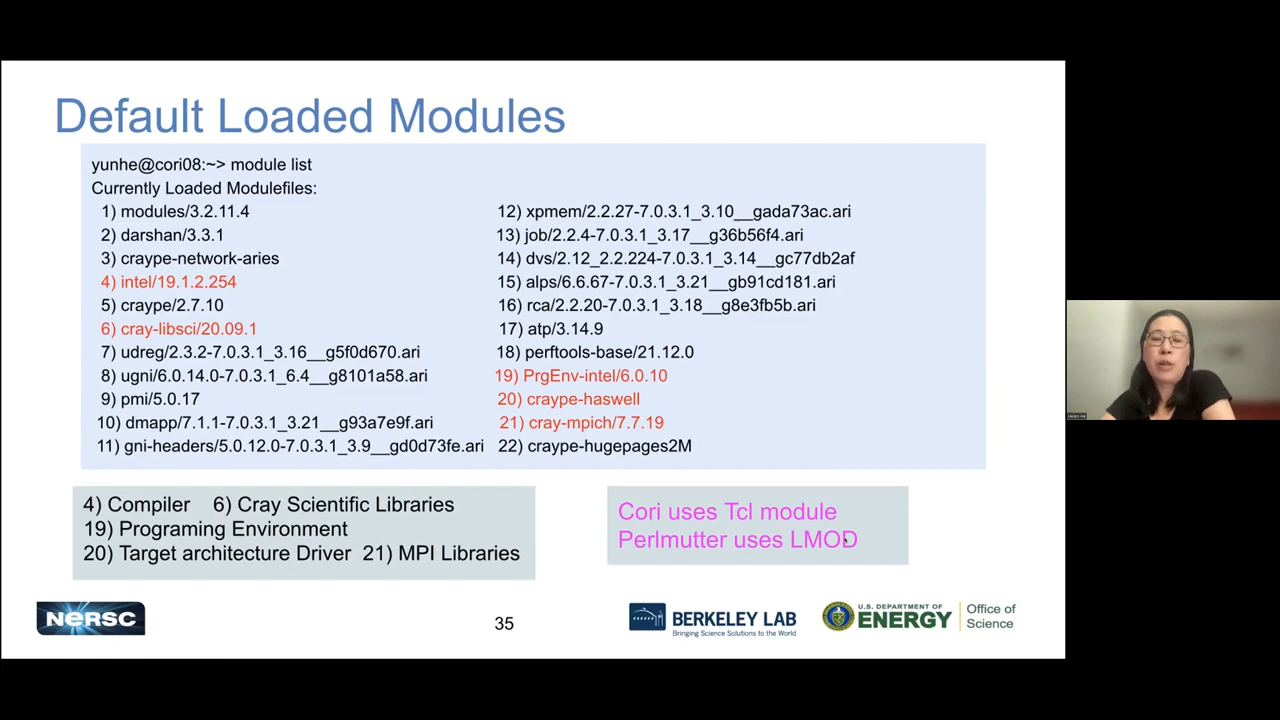 Default Loaded Modules
yunhe@cori08:~> module list
Currently Loaded Modulefiles:
1) modules/3.2.11.4
2) darshan/3.3.1
3) craype-network-aries
4) intel/19.1.2.254
5) craype/2.7.10
6) cray-libsci/20.09.1
7) udreg/2.3.2-7.0.3.1_3.16__g5f0d670.ari
8) ugni/6.0.14.0-7.0.3.1_6.4__g8101a58.ari
9) pmi/5.0.17
10) dmapp/7.1.1-7.0.3.1_3.21__g93a7e9f.ari
11) gni-headers/5.0.12.0-7.0.3.1_3.9__gd0d73fe.ari
12) xpmem/2.2.27-7.0.3.1_3.10__gada73ac.ari
13) job/2.2.4-7.0.3.1_3.17__g36b56f4.ari
14) dvs/2.12_2.2.224-7.0.3.1_3.14__gc77db2af
15) alps/6.6.67-7.0.3.1_3.21__gb91cd181.ari
16) rca/2.2.20-7.0.3.1_3.18__g8e3fb5b.ari
17) atp/3.14.9
18) perftools-base/21.12.0
19) PrgEnv-intel/6.0.10
20) craype-haswell
21) cray-mpich/7.7.19
22) craype-hugepages2M
4) Compiler 6) Cray Scientific Libraries
19) Programing Environment
20) Target architecture Driver 21) MPI Libraries
Cori uses Tcl module
Perlmutter uses LMOD
NERSC
35
BERKELEY LAB
Bringing Science Solutions to the World
U.S. DEPARTMENT OF
ENERGY
Office of
Science